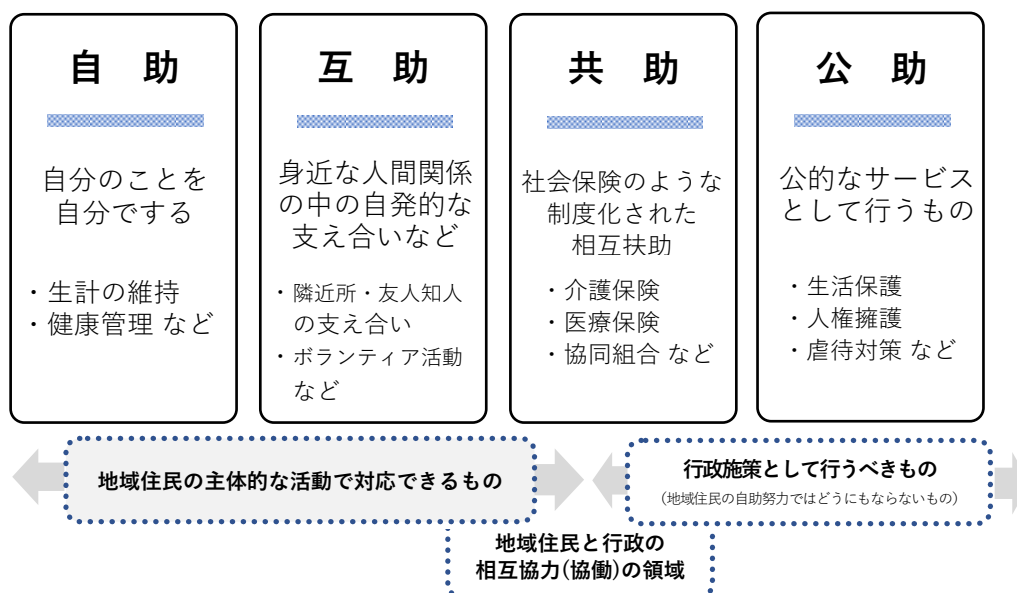 自　助
自分のことを
自分でする
・生計の維持
・健康管理 など
互　助
身近な人間関係
の中の自発的な
支え合いなど
・隣近所・友人知人
の支え合い
・ボランティア活動
など
共　助
社会保険のような
制度化された
相互扶助
・介護保険
・医療保険
・協同組合 など
公　助
公的なサービス
として行うもの
・生活保護
・人権擁護
・虐待対策 など
地域住民の主体的な活動で対応できるもの
行政施策として行うべきもの
（地域住民の自助努力ではどうにもならないもの）
地域住民と行政の
相互協力(協働)の領域